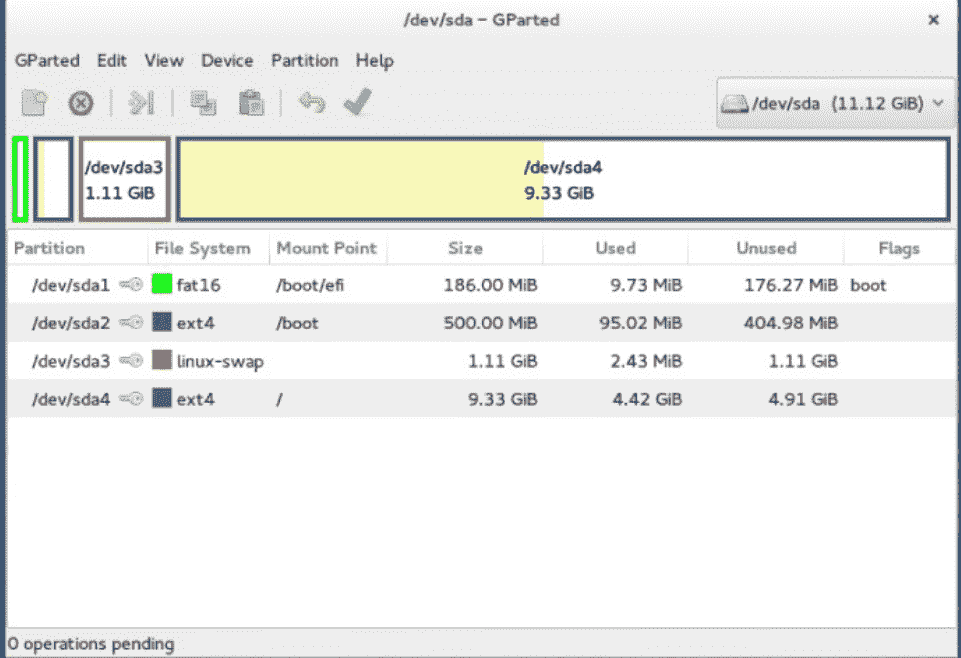 /dev/sda - GParted
GParted Edit View Device Partition Help
/dev/sda (11.12 GiB)
/dev/sda3
1.11 GiB
/dev/sda4
9.33 GiB
Partition File System Mount Point Size Used Unused Flags
/dev/sda1 fat16 /boot/efi 186.00 MiB 9.73 MiB 176.27 MiB boot
/dev/sda2 ext4 /boot 500.00 MiB 95.02 MiB 404.98 MiB
/dev/sda3 linux-swap 1.11 GiB 2.43 MiB 1.11 GiB
/dev/sda4 ext4 / 9.33 GiB 4.42 GiB 4.91 GiB
0 operations pending